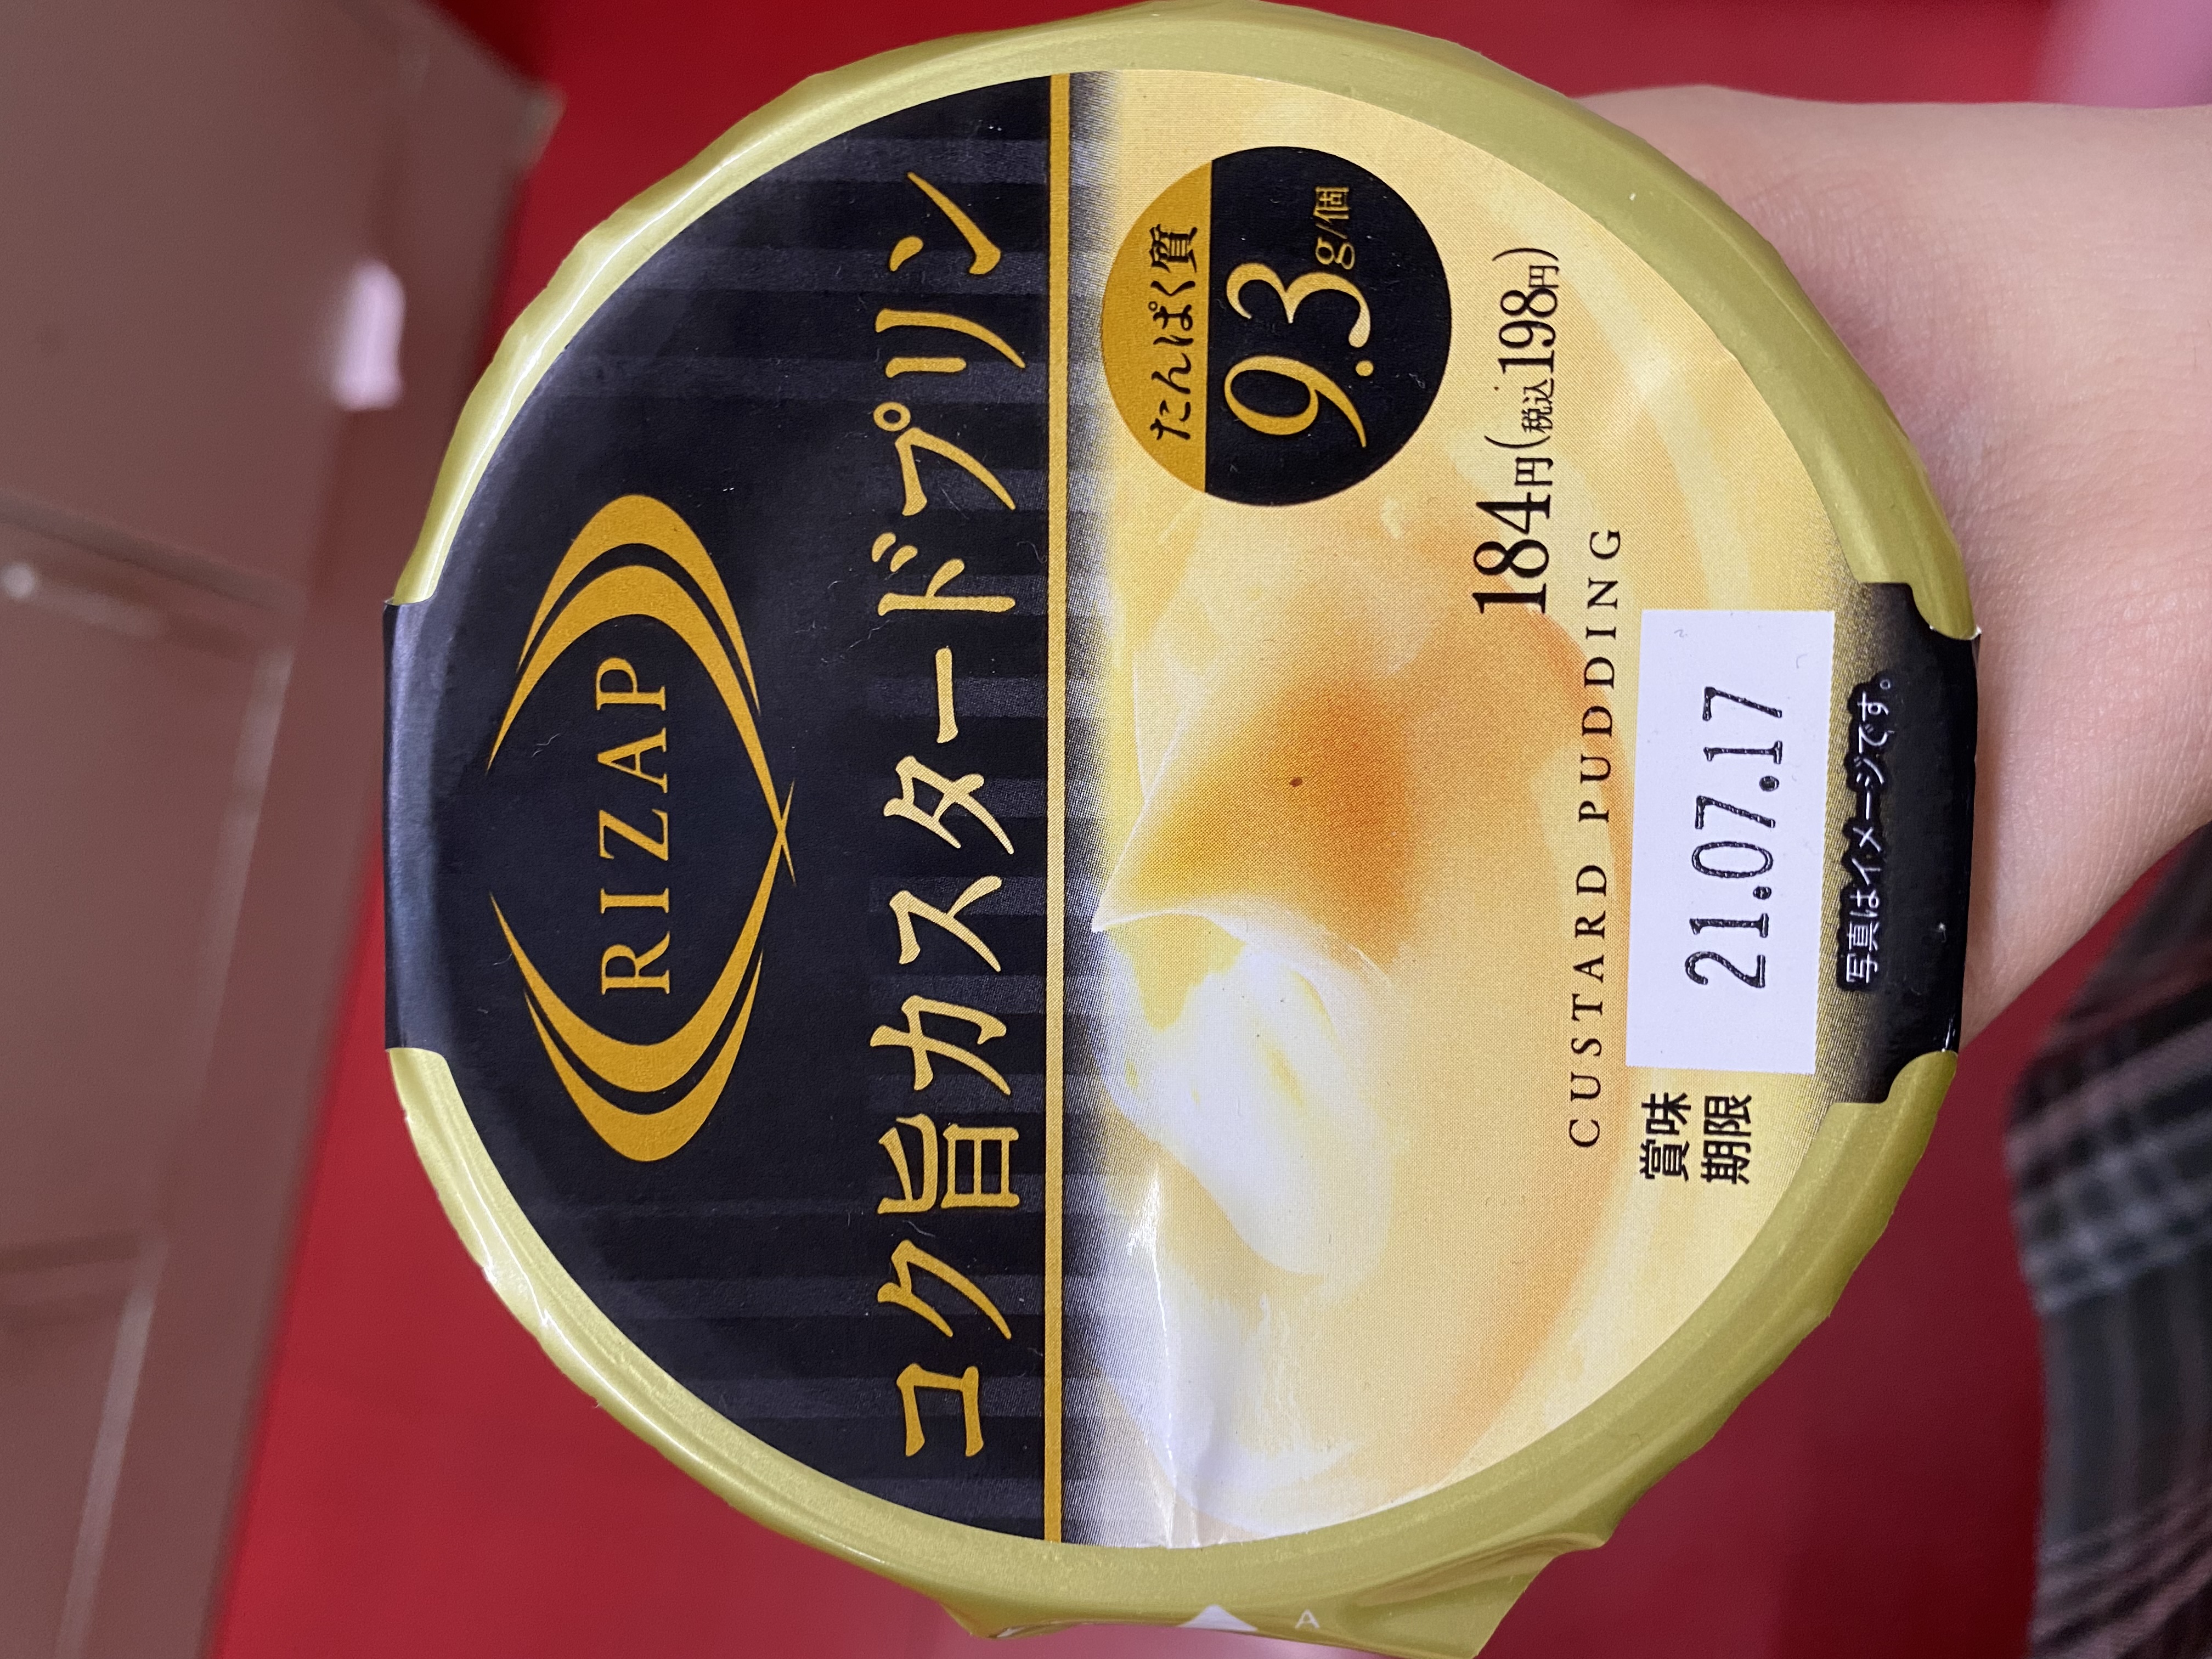 RIZAP
コク旨カスタードプリン
たんぱく質
9.3g/個
184円(税込198円)
CUSTARD PUDDING
賞味
期限
21.07.17
写真はイメージです。
A